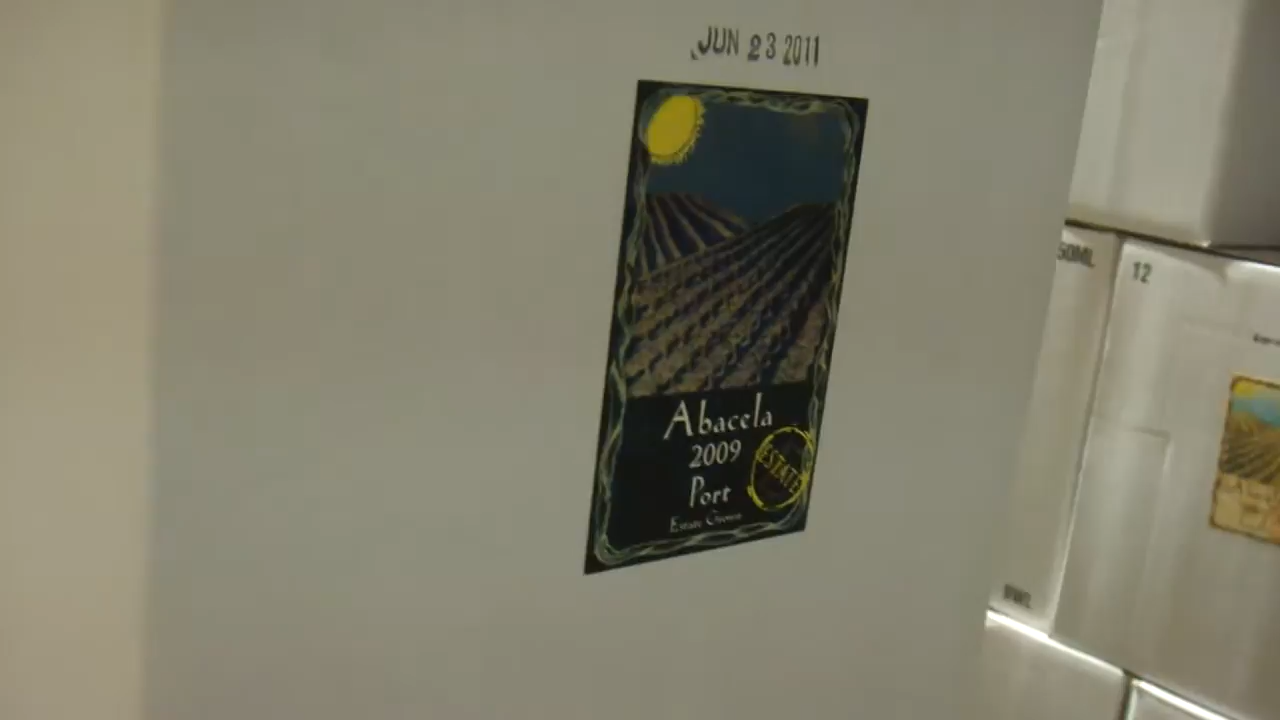 JUN 23 2011
Abacela
2009
Port
Estate Grown
ESTATE
50ML
12